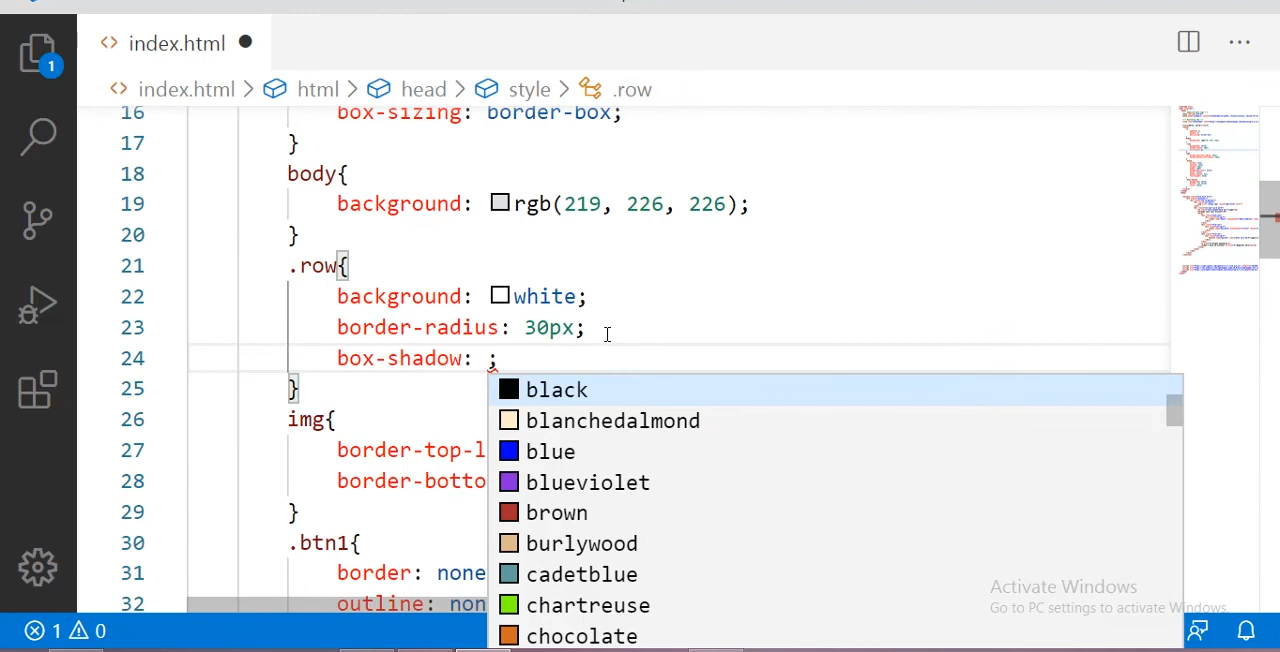 index.html
1
index.html > html > head > style > .row
16 box-sizing: border-box;
17 }
18 body{
19 background: rgb(219, 226, 226);
20 }
21 .row{
22 background: white;
23 border-radius: 30px;
24 box-shadow: ;
25 }
black
26 img{
blanchedalmond
27 border-top-l
blue
28 border-botto
blueviolet
29 }
brown
30 .btn1{
burlywood
31 border: none
cadetblue
32 outline: non
chartreuse
chocolate
Activate Windows
Go to PC settings to activate Windows.
1 0